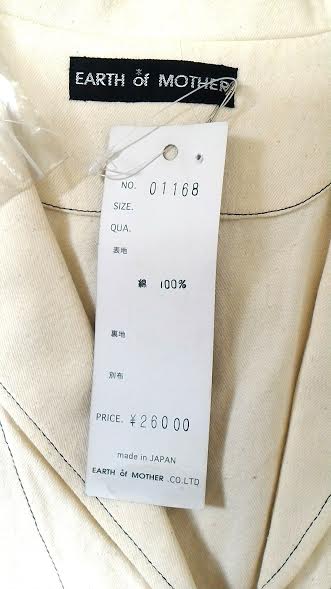 EARTH of MOTHER
NO. 01168
SIZE.
QUA.
表地
綿 100%
裏地
別布
PRICE. ¥26000
made in JAPAN
EARTH of MOTHER .CO.LTD